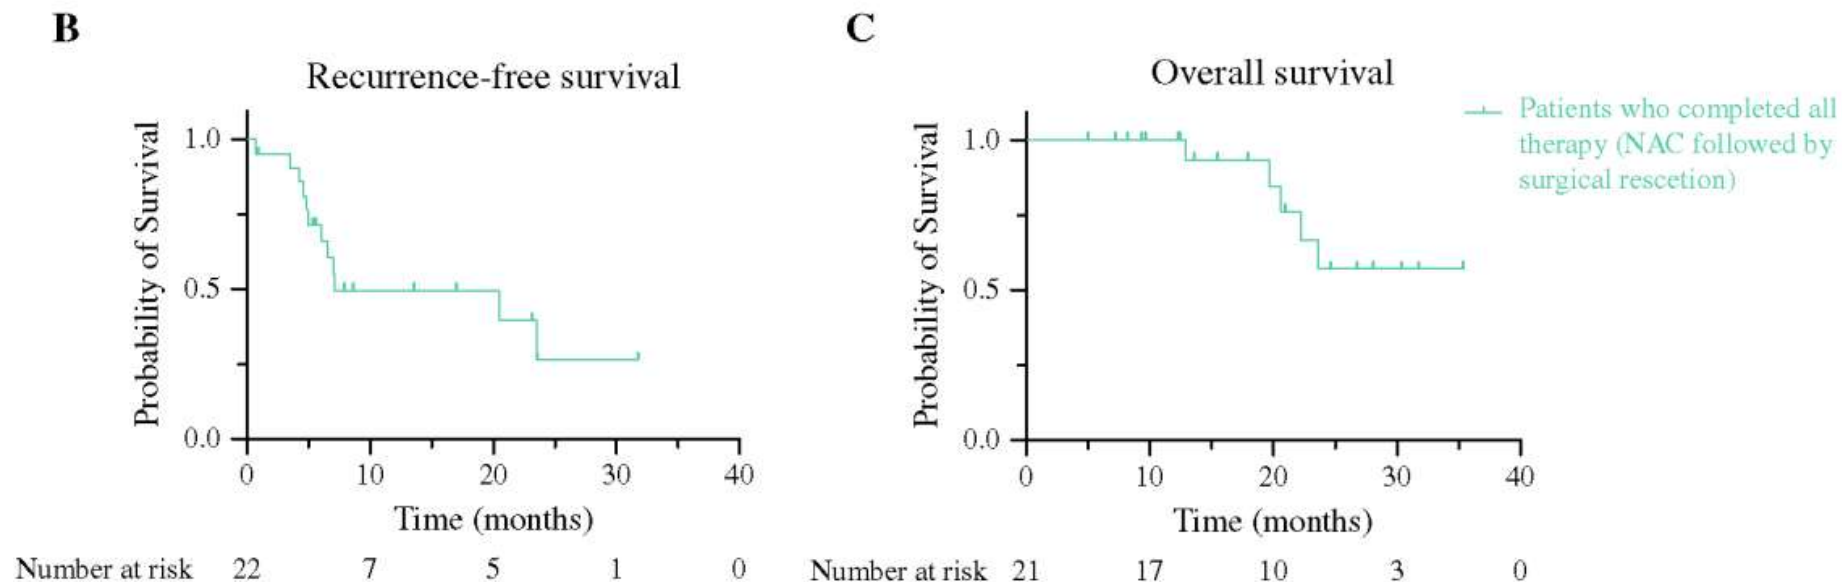 B
Recurrence-free survival
Probability of Survival
1.0
0.5
0.0
0 10 20 30 40
Time (months)
Number at risk 22 7 5 1 0
C
Overall survival
Probability of Survival
1.0
0.5
0.0
0 10 20 30 40
Time (months)
Number at risk 21 17 10 3 0
Patients who completed all
therapy (NAC followed by
surgical rescetion)